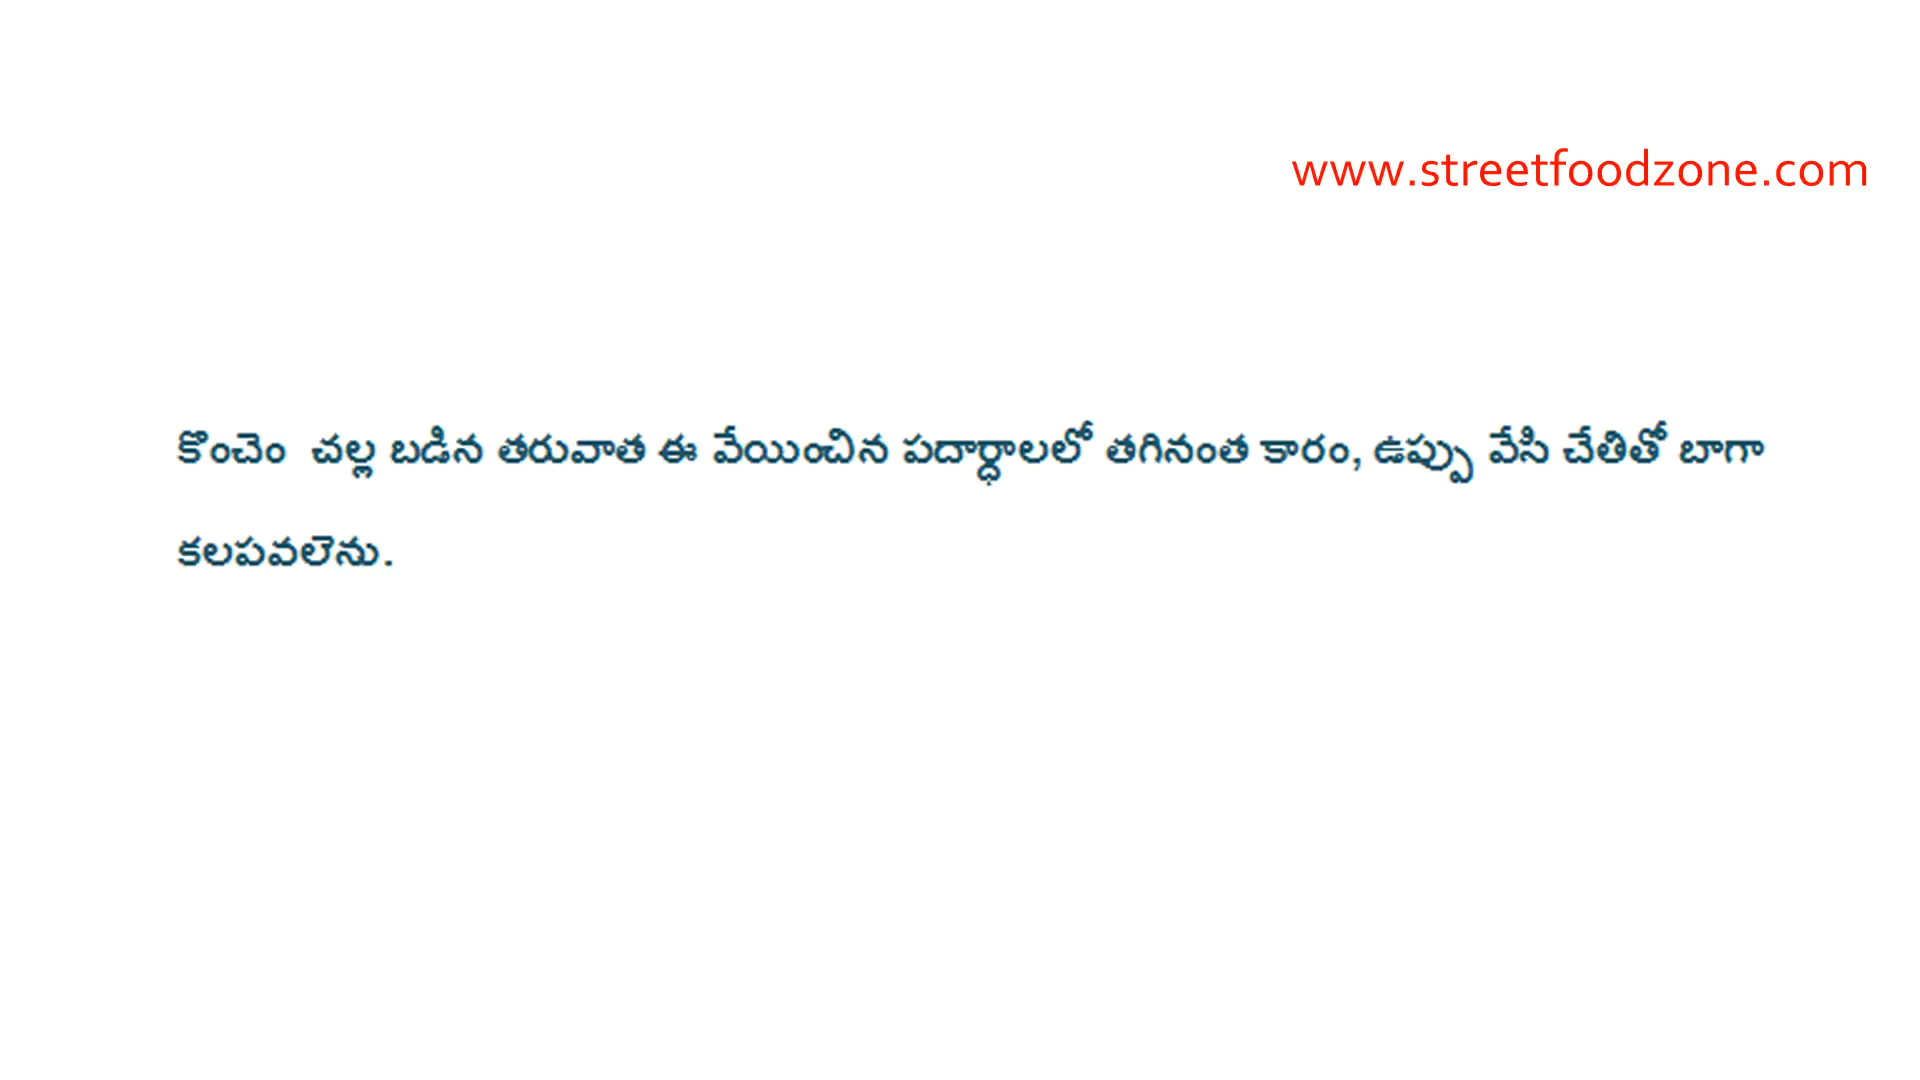 www.streetfoodzone.com
కొంచెం చల్ల బడిన తరువాత ఈ వేయించిన పదార్ధాలలో తగినంత కారం, ఉప్పు వేసి చేతితో బాగా
కలపవలెను.